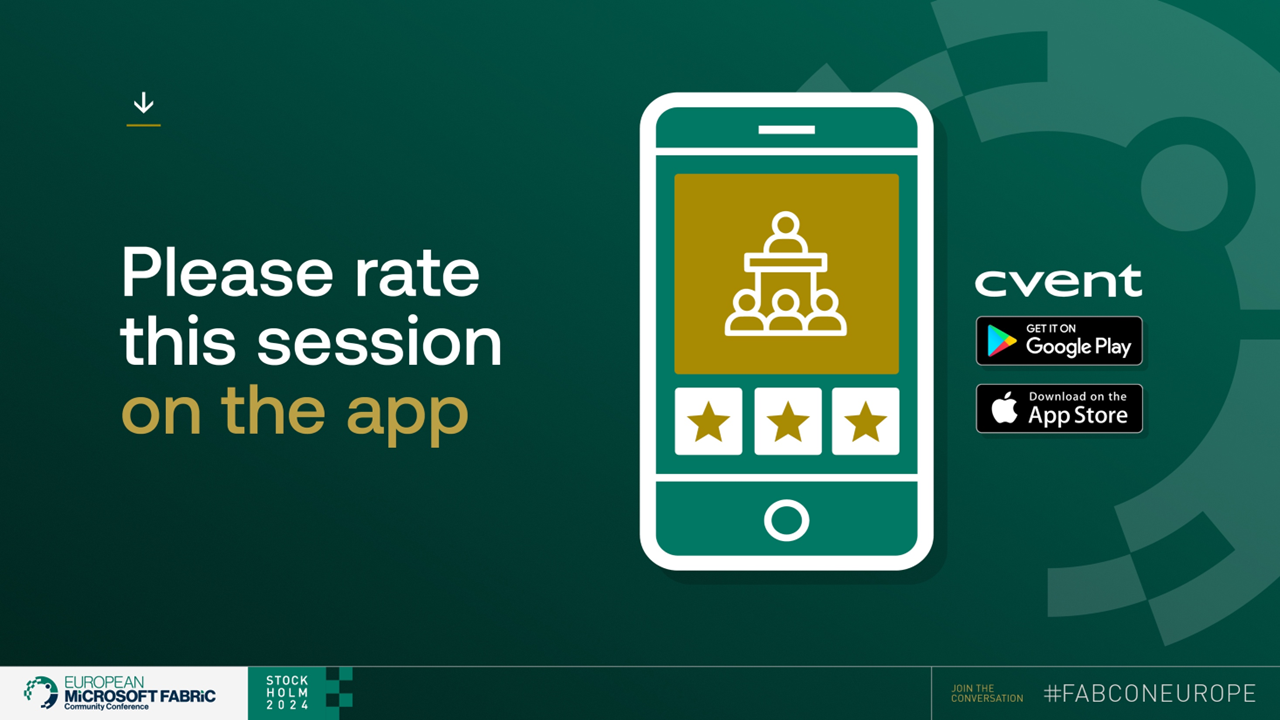 Please rate
this session
on the app
cvent
GET IT ON
Google Play
Download on the
App Store
EUROPEAN
MiCROSOFT FABRiC
Community Conference
STOCK
HOLM
2024
JOIN THE
CONVERSATION
#FABCONEUROPE